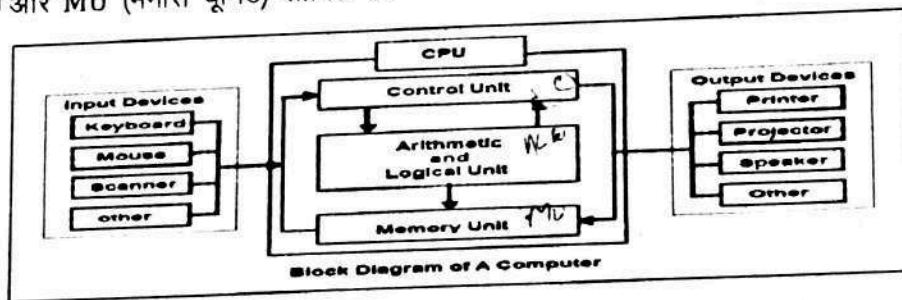 और MU
CPU
Input Devices
Keyboard
Mouse
Scanner
other
Control Unit
Arithmetic
and
Logical Unit
Memory Unit
MU
Output Devices
Printer
Projector
Speaker
Other
Block Diagram of A Computer